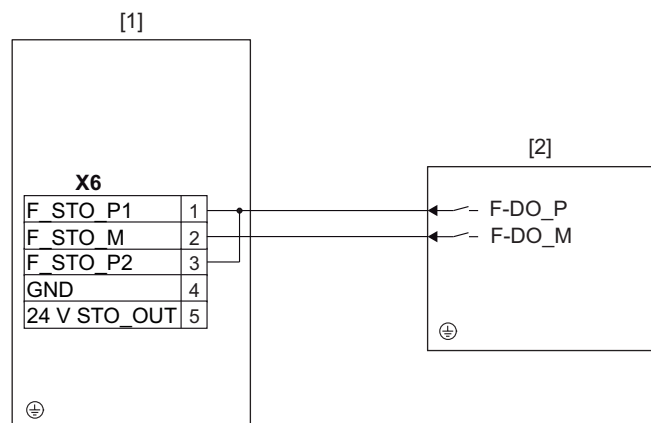 [1]
[2]
X6
F_STO_P1 1
F_STO_M 2
F_STO_P2 3
GND 4
24 V STO_OUT 5
F-DO_P
F-DO_M